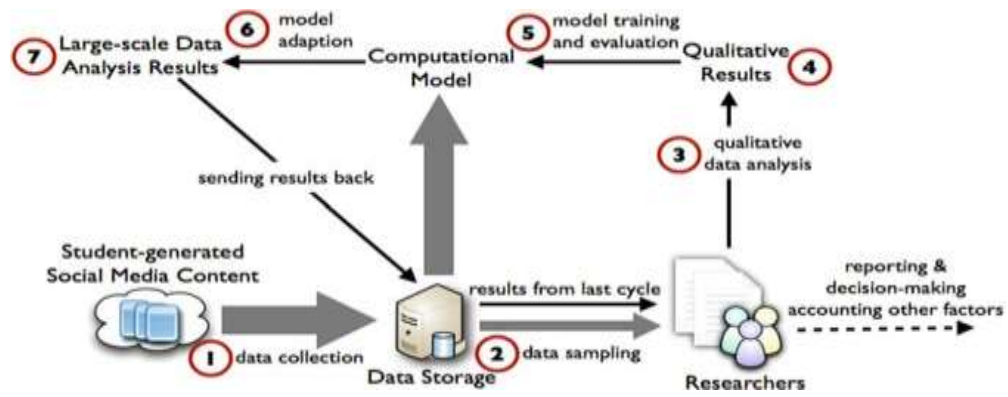 6
model
adaption
5
model training
and evaluation
7
Large-scale Data
Analysis Results
Computational
Model
Qualitative
Results
4
3
qualitative
data analysis
sending results back
Student-generated
Social Media Content
results from last cycle
reporting &
decision-making
accounting other factors
1
data collection
2
data sampling
Data Storage
Researchers